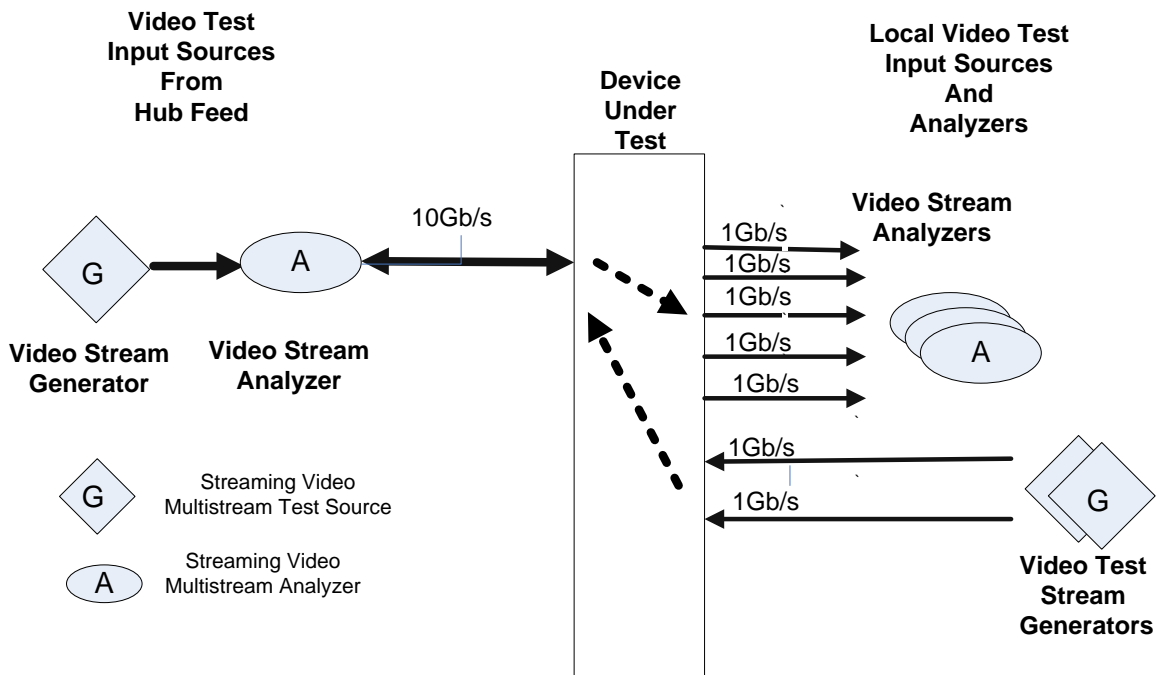 Video Test
Input Sources
From
Hub Feed
Device
Under
Test
Local Video Test
Input Sources
And
Analyzers
10Gb/s
G
A
Video Stream
Generator
Video Stream
Analyzer
1Gb/s
1Gb/s
1Gb/s
1Gb/s
1Gb/s
Video Stream
Analyzers
A
1Gb/s
1Gb/s
G
Video Test
Stream
Generators
G
Streaming Video
Multistream Test Source
A
Streaming Video
Multistream Analyzer